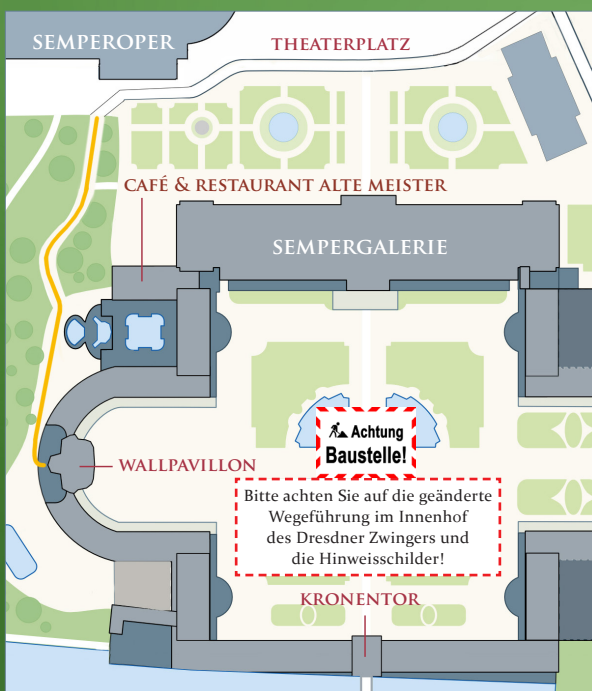 SEMPEROPER
THEATERPLATZ
CAFÉ & RESTAURANT ALTE MEISTER
SEMPERGALERIE
Achtung
Baustelle!
WALLPAVILLON
Bitte achten Sie auf die geänderte
Wegeführung im Innenhof
des Dresdner Zwingers und
die Hinweisschilder!
KRONENTOR